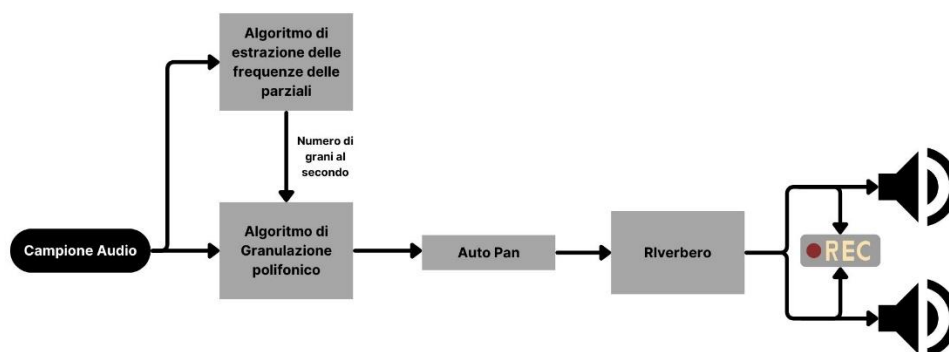 Algoritmo di
estrazione delle
frequenze delle
parziali
Numero di
grani al
secondo
Campione Audio
Algoritmo di
Granulazione
polifonico
Auto Pan
RIverbero
REC